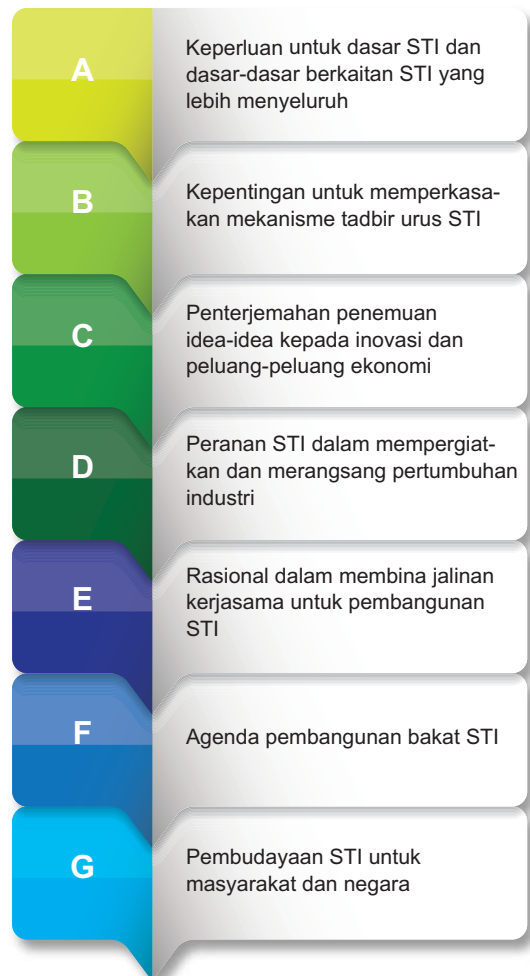 A
Keperluan untuk dasar STI dan
dasar-dasar berkaitan STI yang
lebih menyeluruh
B
Kepentingan untuk memperkasa-
kan mekanisme tadbir urus STI
C
Penterjemahan penemuan
idea-idea kepada inovasi dan
peluang-peluang ekonomi
D
Peranan STI dalam mempergiat-
kan dan merangsang pertumbuhan
industri
E
Rasional dalam membina jalinan
kerjasama untuk pembangunan
STI
F
Agenda pembangunan bakat STI
G
Pembudayaan STI untuk
masyarakat dan negara